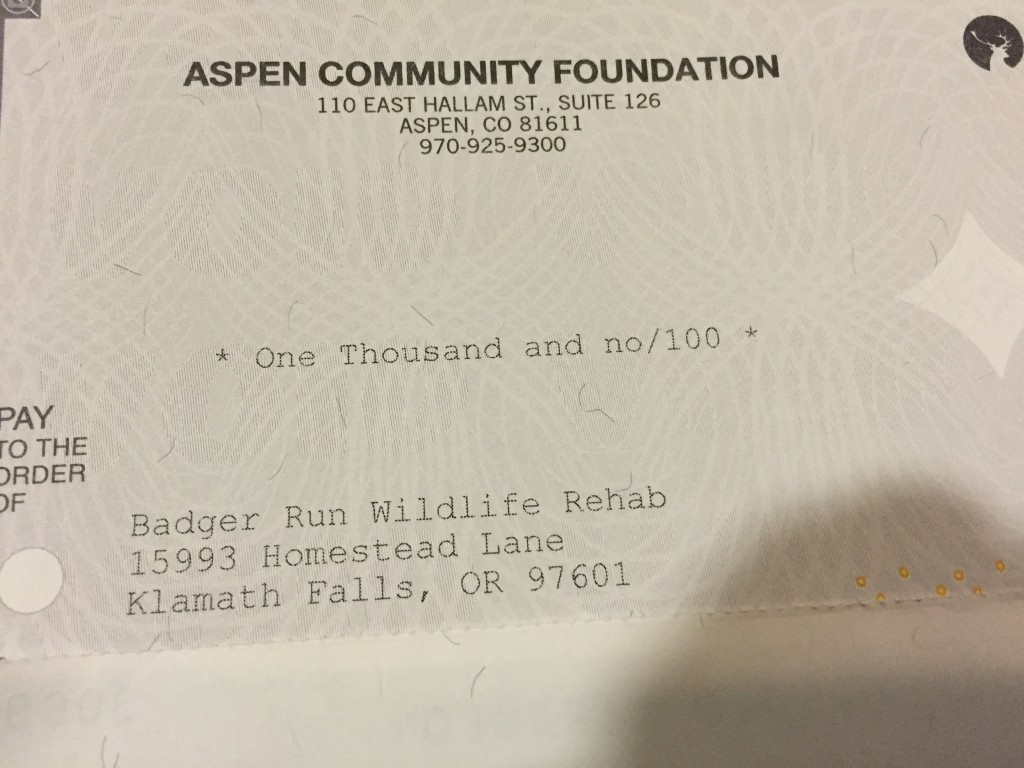 ASPEN COMMUNITY FOUNDATION
110 EAST HALLAM ST., SUITE 126
ASPEN, CO 81611
970-925-9300
* One Thousand and no/100 *
PAY
TO THE
ORDER
OF
Badger Run Wildlife Rehab
15993 Homestead Lane
Klamath Falls, OR 97601